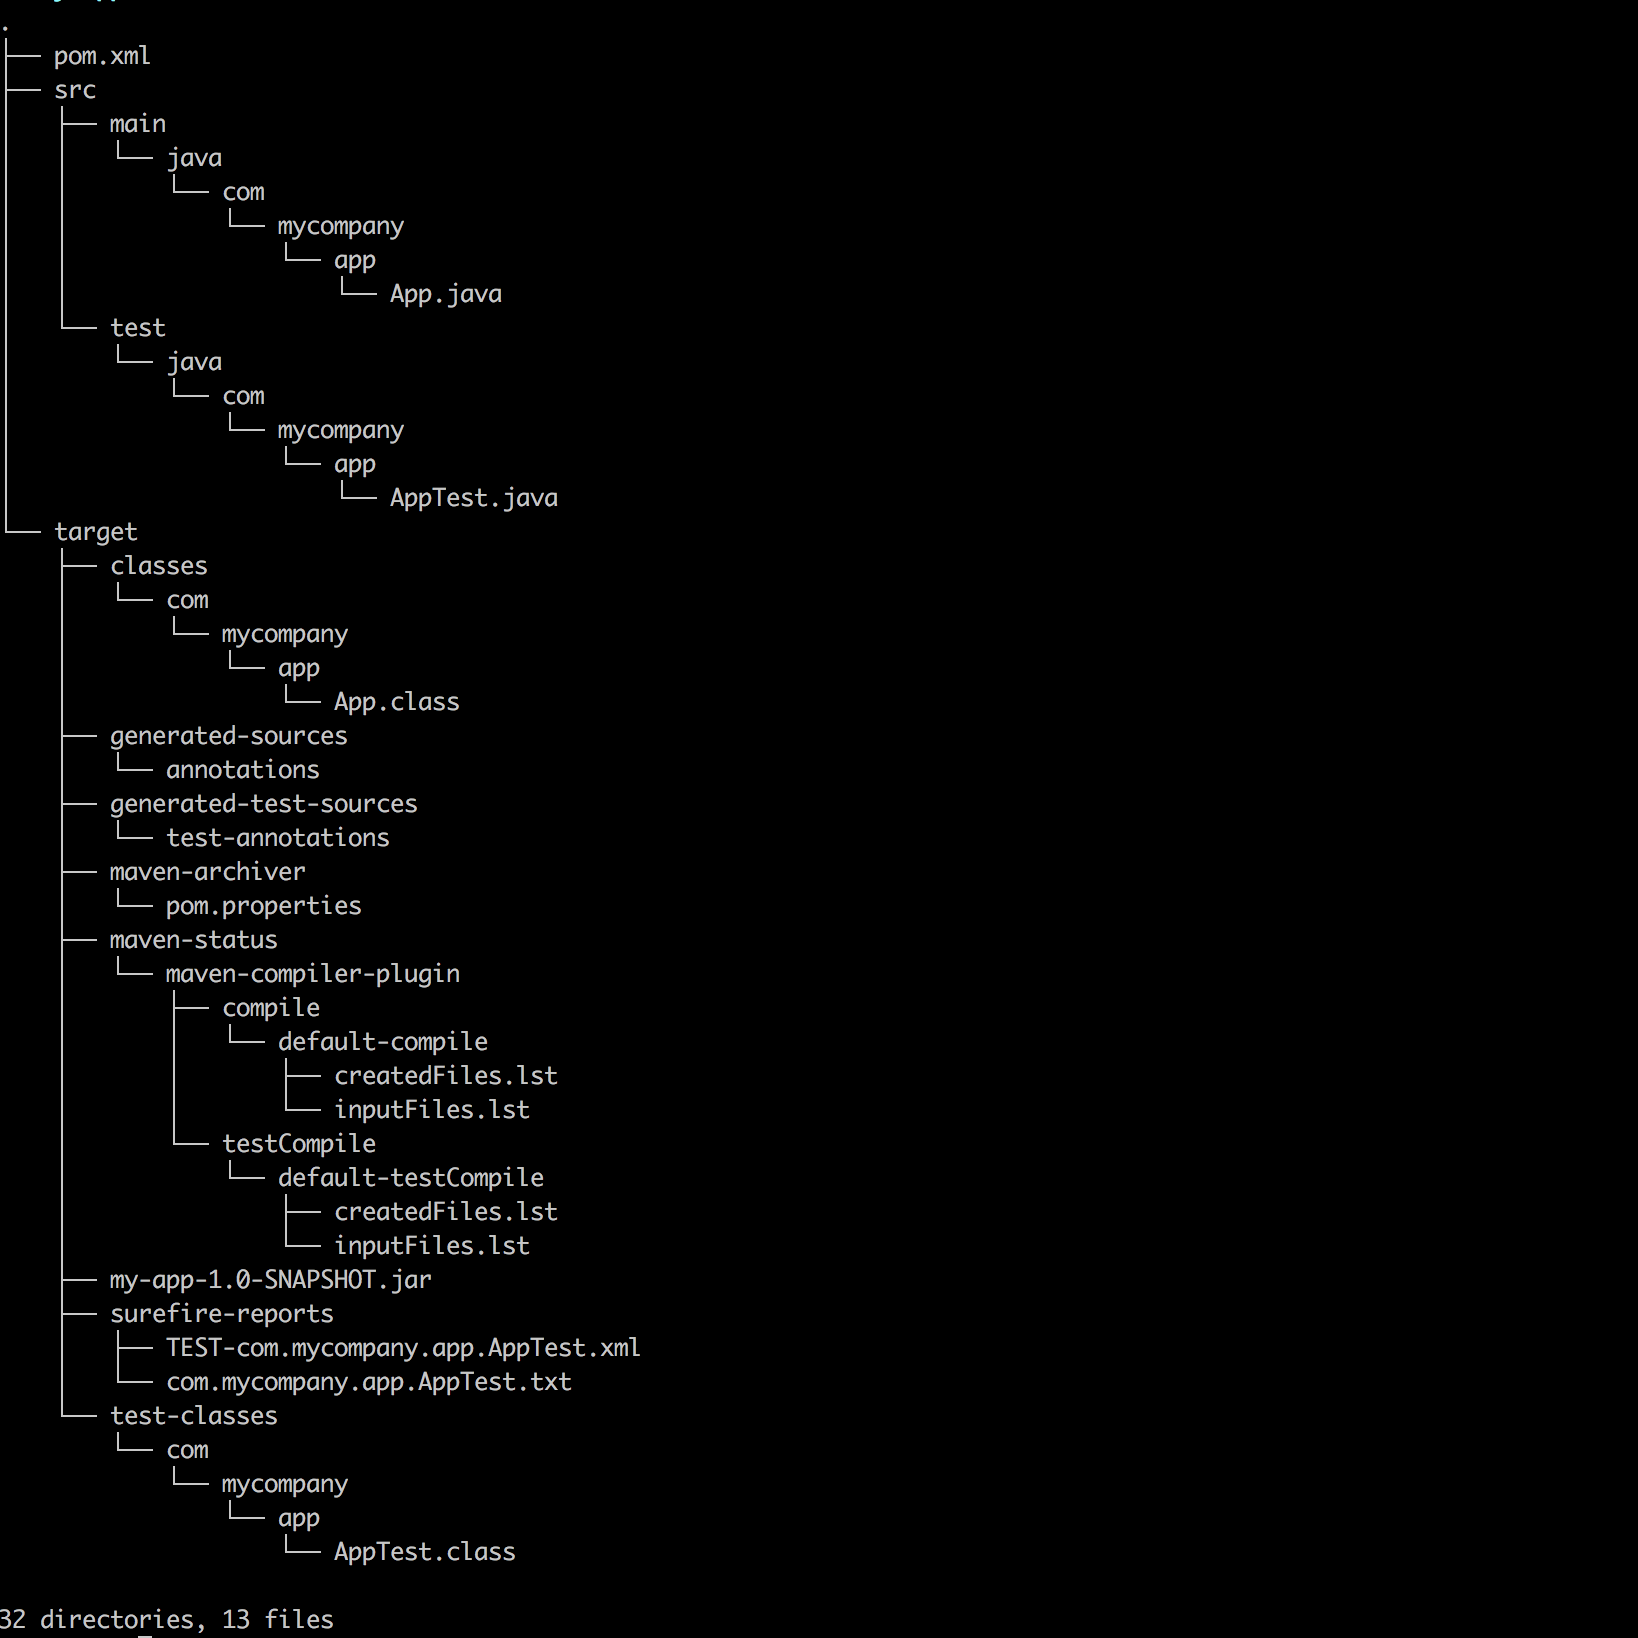 .
├── pom.xml
├── src
│   ├── main
│   │   └── java
│   │       └── com
│   │           └── mycompany
│   │               └── app
│   │                   └── App.java
│   └── test
│       └── java
│           └── com
│               └── mycompany
│                   └── app
│                       └── AppTest.java
└── target
    ├── classes
    │   └── com
    │       └── mycompany
    │           └── app
    │               └── App.class
    ├── generated-sources
    │   └── annotations
    ├── generated-test-sources
    │   └── test-annotations
    ├── maven-archiver
    │   └── pom.properties
    ├── maven-status
    │   └── maven-compiler-plugin
    │       ├── compile
    │       │   └── default-compile
    │       │       ├── createdFiles.lst
    │       │       └── inputFiles.lst
    │       └── testCompile
    │           └── default-testCompile
    │               ├── createdFiles.lst
    │               └── inputFiles.lst
    ├── my-app-1.0-SNAPSHOT.jar
    ├── surefire-reports
    │   ├── TEST-com.mycompany.app.AppTest.xml
    │   └── com.mycompany.app.AppTest.txt
    └── test-classes
        └── com
            └── mycompany
                └── app
                    └── AppTest.class
32 directories, 13 files